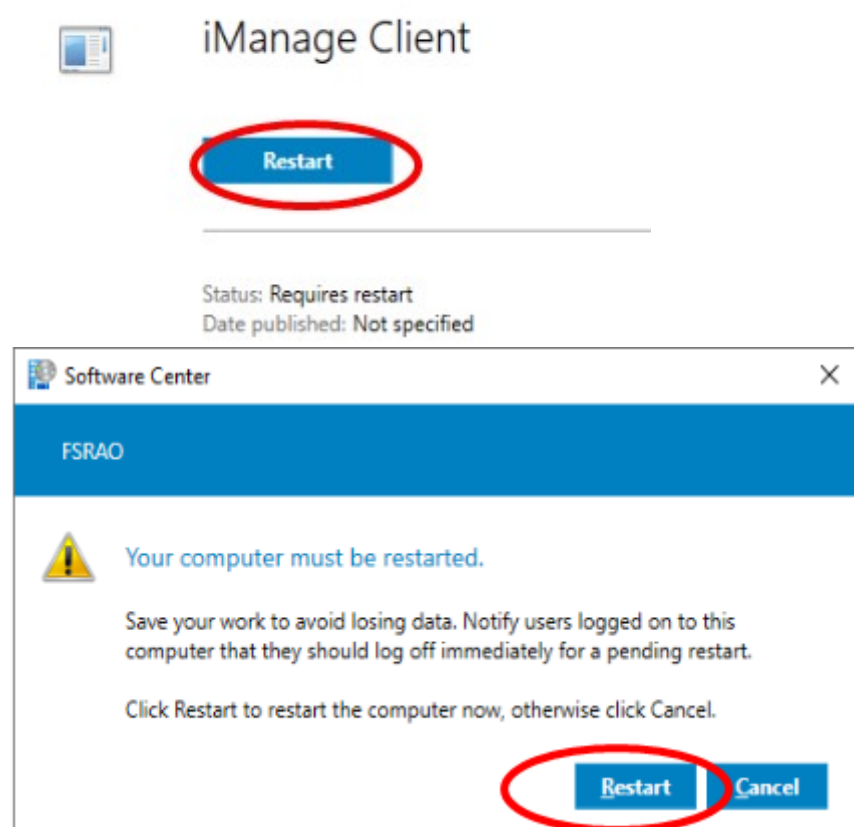 iManage Client
Restart
Status: Requires restart
Date published: Not specified
Software Center
FSRAO
Your computer must be restarted.
Save your work to avoid losing data. Notify users logged on to this
computer that they should log off immediately for a pending restart.
Click Restart to restart the computer now, otherwise click Cancel.
Restart Cancel